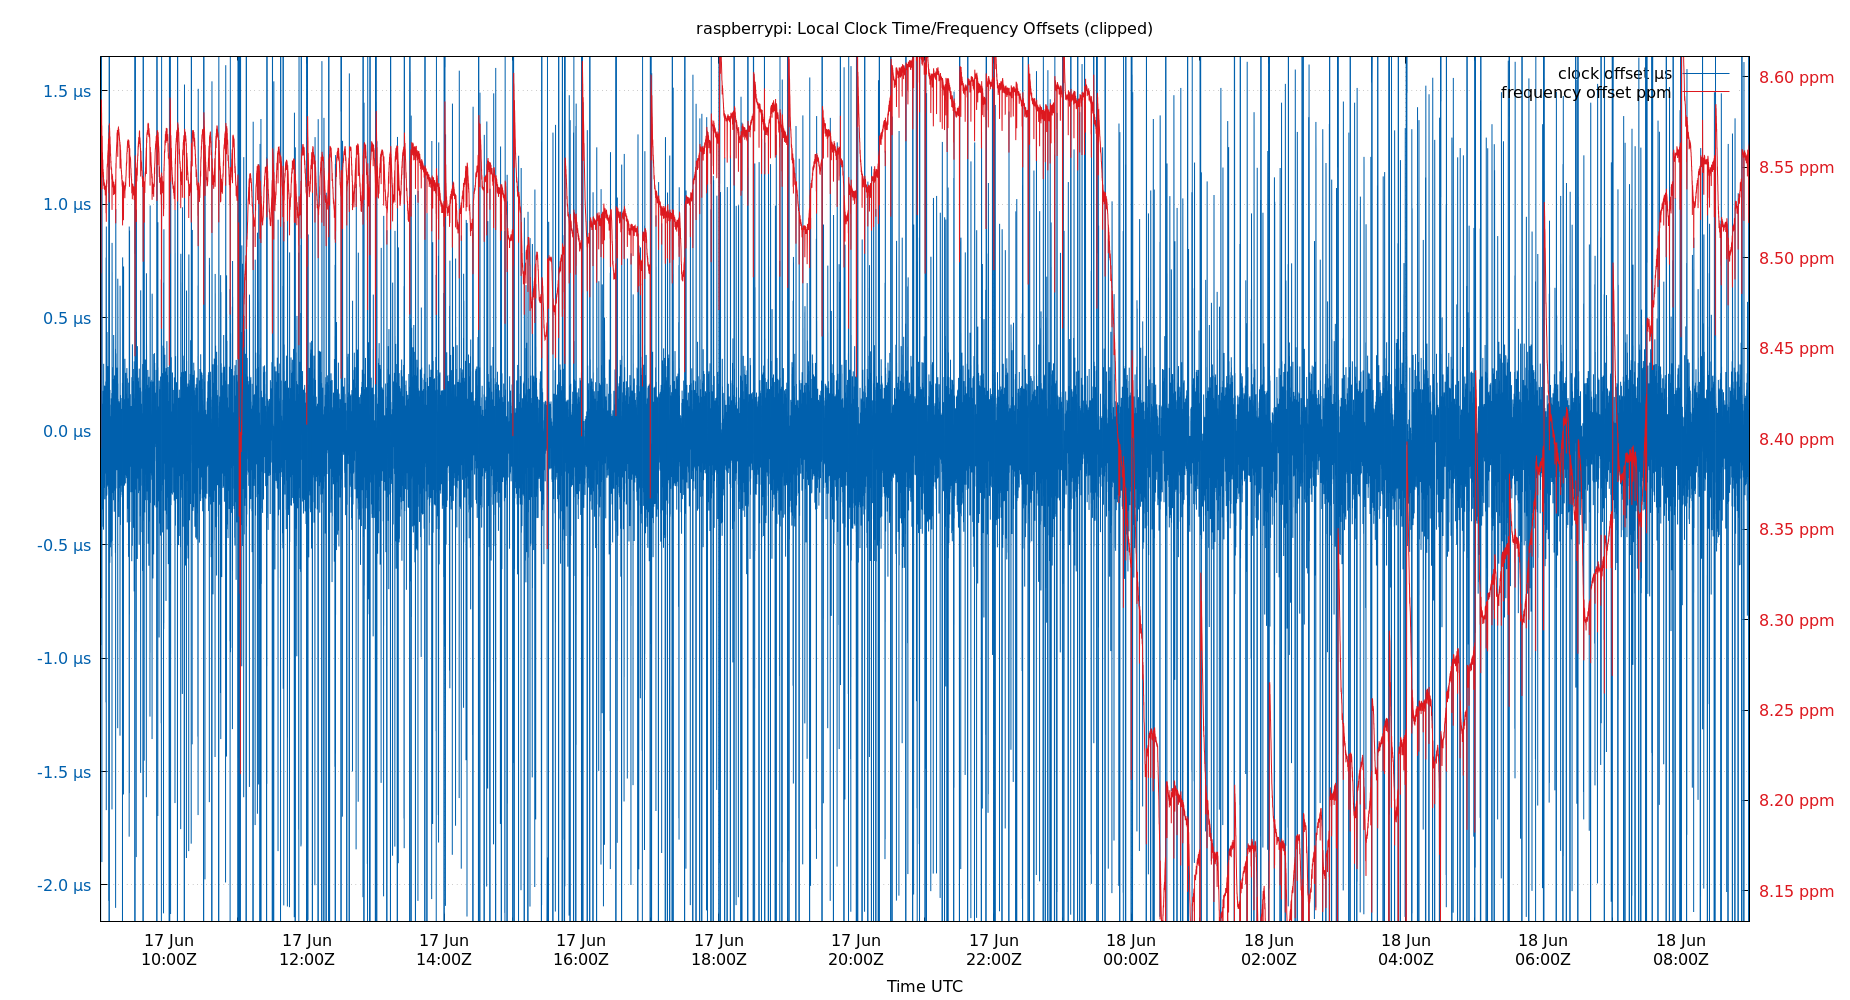 raspberrypi: Local Clock Time/Frequency Offsets (clipped)
clock offset µs
frequency offset ppm
1.5 µs
1.0 µs
0.5 µs
0.0 µs
-0.5 µs
-1.0 µs
-1.5 µs
-2.0 µs
8.60 ppm
8.55 ppm
8.50 ppm
8.45 ppm
8.40 ppm
8.35 ppm
8.30 ppm
8.25 ppm
8.20 ppm
8.15 ppm
17 Jun 17 Jun 17 Jun 17 Jun 17 Jun 17 Jun 17 Jun 18 Jun 18 Jun 18 Jun 18 Jun 18 Jun
10:00Z 12:00Z 14:00Z 16:00Z 18:00Z 20:00Z 22:00Z 00:00Z 02:00Z 04:00Z 06:00Z 08:00Z
Time UTC